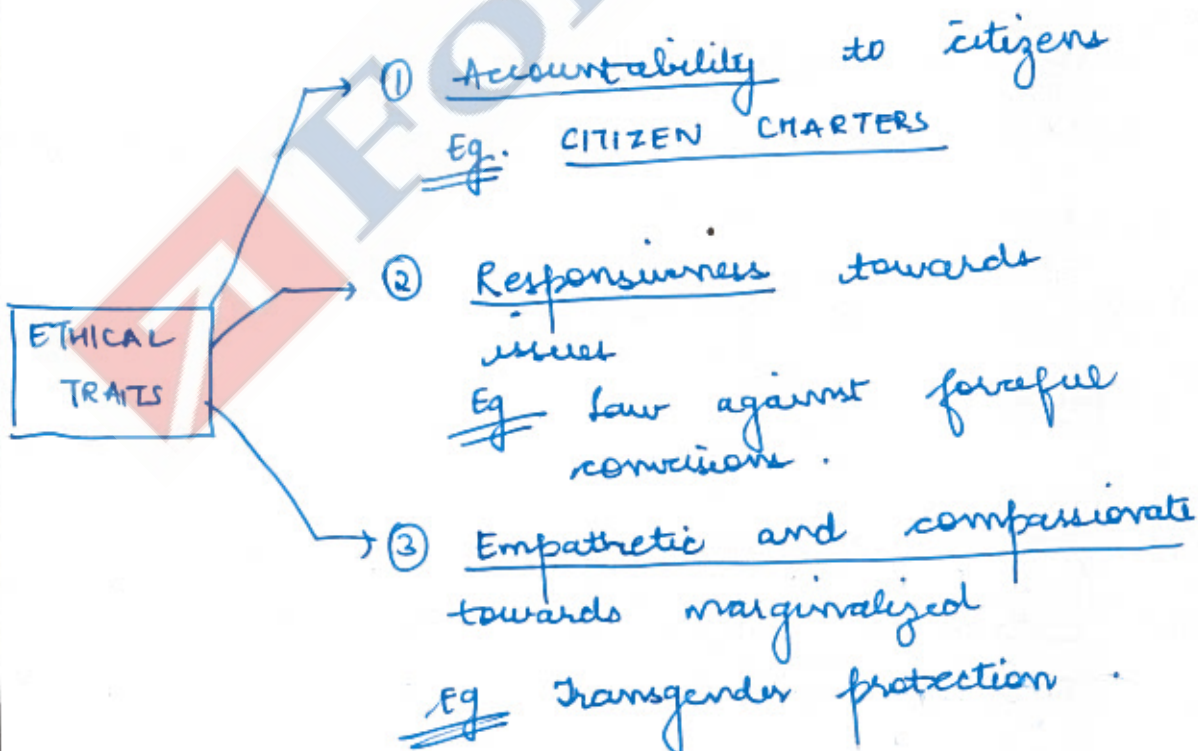 ① Accountability to citizens
Eg. CITIZEN CHARTERS
② Responsiveness towards
issues
ETHICAL
TRAITS
Eg Law against forceful
conversions.
③ Empathetic and compassionate
towards marginalized
Eg Transgender protection.